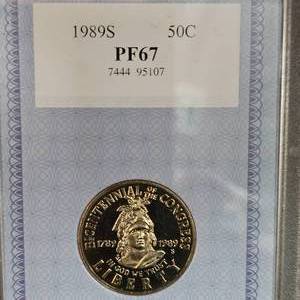 1989S 50C
PF67
7444 95107
BICENTENNIAL OF THE CONGRESS
1789 1989
S
IN GOD WE TRUST
LIBERTY